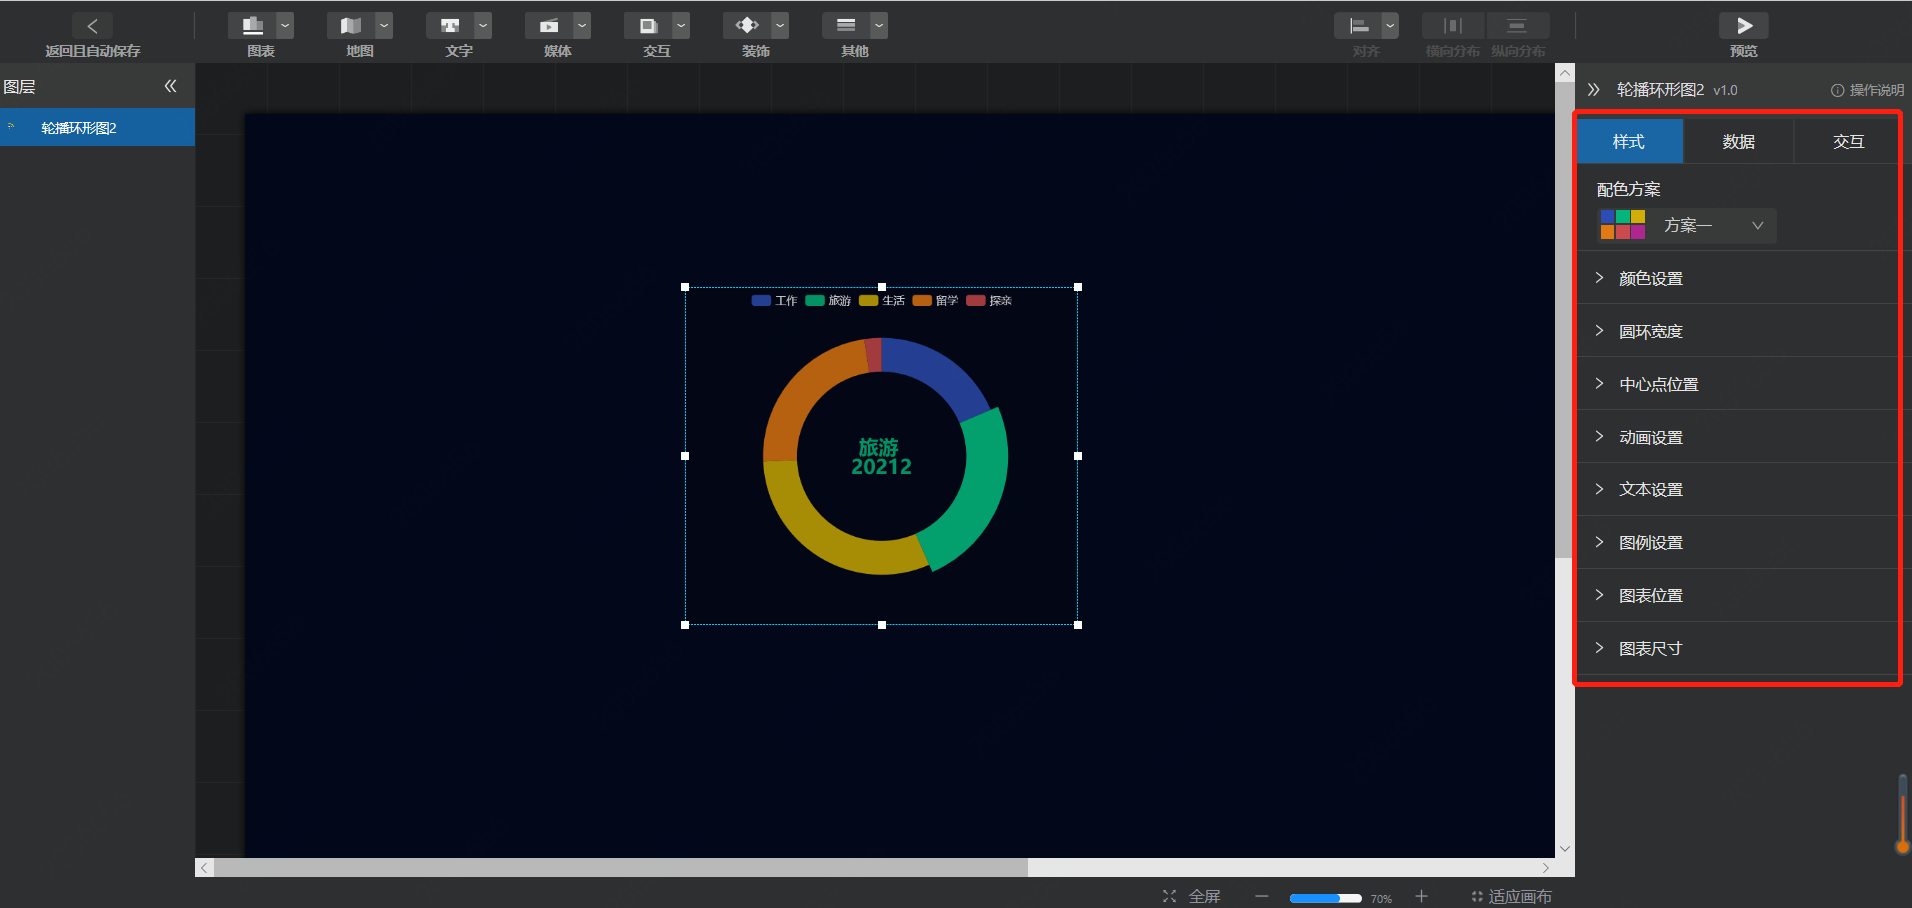 返回且自动保存
图表
地图
文字
媒体
交互
装饰
其他
对齐
横向分布
纵向分布
预览
图层
轮播环形图2
轮播环形图2 v1.0
操作说明
样式
数据
交互
配色方案
方案一
颜色设置
圆环宽度
中心点位置
动画设置
文本设置
图例设置
图表位置
图表尺寸
工作 旅游 生活 留学 探亲
旅游
20212
全屏
70%
适应画布